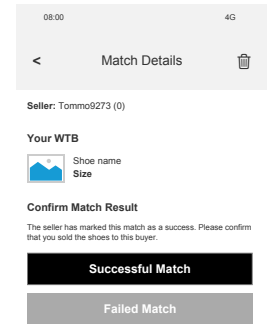 08:00 4G
< Match Details
Seller: Tommo9273 (0)
Your WTB
Shoe name
Size
Confirm Match Result
The seller has marked this match as a success. Please confirm
that you sold the shoes to this buyer.
Successful Match
Failed Match